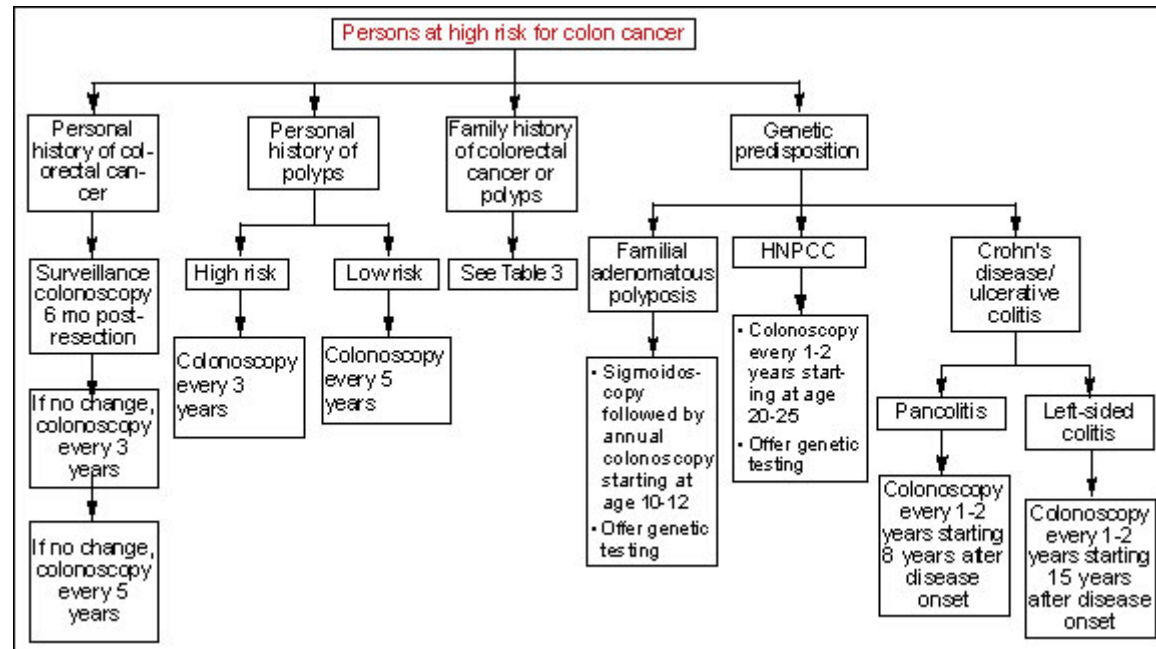 Persons at high risk for colon cancer
Personal
history of col-
orectal can-
cer
Personal
history of
polyps
Family history
of colorectal
cancer or
polyps
Genetic
predisposition
Surveillance
colonoscopy
6 mo post-
resection
High risk
Low risk
See Table 3
Familial
adenomatous
polyposis
HNPCC
Crohn's
disease/
ulcerative
colitis
If no change,
colonoscopy
every 3
years
Colonoscopy
every 3
years
Colonoscopy
every 5
years
• Sigmoidos-
copy
followed by
annual
colonoscopy
starting at
age 10-12
• Offer genetic
testing
• Colonoscopy
every 1-2
years start-
ing at age
20-25
• Offer genetic
testing
Pancolitis
Left-sided
colitis
If no change,
colonoscopy
every 5
years
Colonoscopy
every 1-2
years starting
8 years after
disease
onset
Colonoscopy
every 1-2
years starting
15 years
after disease
onset